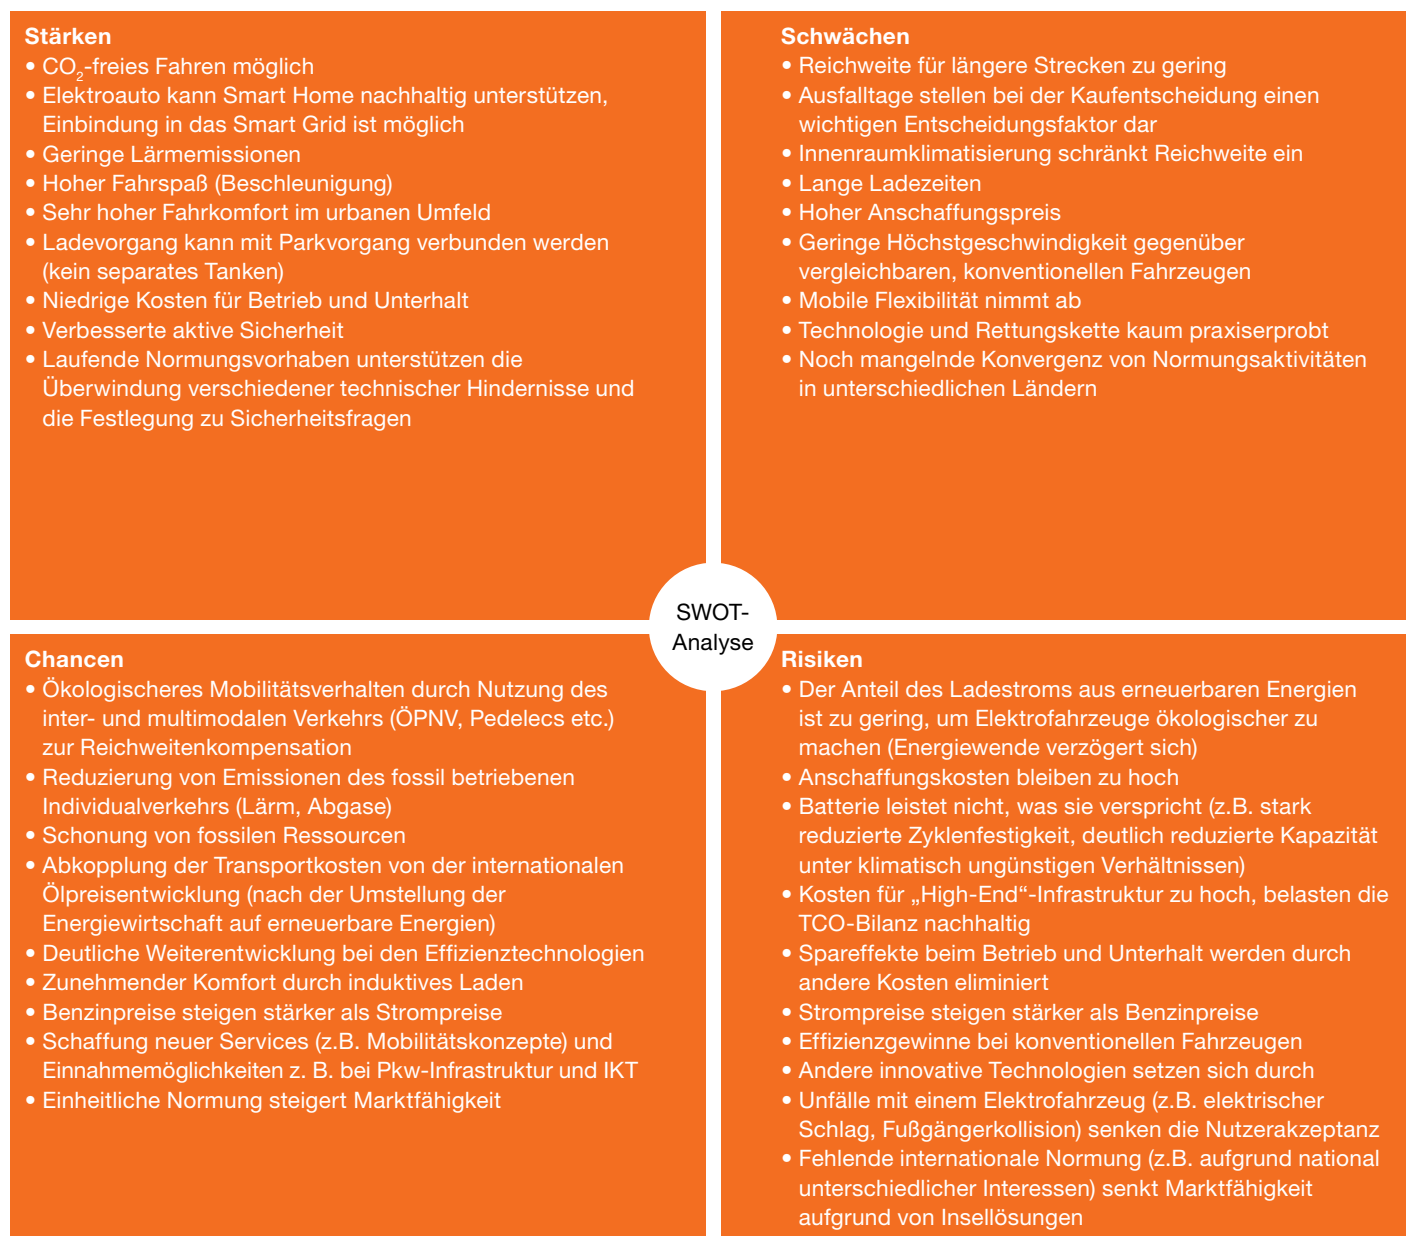 Stärken
• CO2-freies Fahren möglich
• Elektroauto kann Smart Home nachhaltig unterstützen,
Einbindung in das Smart Grid ist möglich
• Geringe Lärmemissionen
• Hoher Fahrspaß (Beschleunigung)
• Sehr hoher Fahrkomfort im urbanen Umfeld
• Ladevorgang kann mit Parkvorgang verbunden werden
(kein separates Tanken)
• Niedrige Kosten für Betrieb und Unterhalt
• Verbesserte aktive Sicherheit
• Laufende Normungsvorhaben unterstützen die
Überwindung verschiedener technischer Hindernisse und
die Festlegung zu Sicherheitsfragen
Schwächen
• Reichweite für längere Strecken zu gering
• Ausfalltage stellen bei der Kaufentscheidung einen
wichtigen Entscheidungsfaktor dar
• Innenraumklimatisierung schränkt Reichweite ein
• Lange Ladezeiten
• Hoher Anschaffungspreis
• Geringe Höchstgeschwindigkeit gegenüber
vergleichbaren, konventionellen Fahrzeugen
• Mobile Flexibilität nimmt ab
• Technologie und Rettungskette kaum praxiserprobt
• Noch mangelnde Konvergenz von Normungsaktivitäten
in unterschiedlichen Ländern
SWOT-
Analyse
Chancen
• Ökologischeres Mobilitätsverhalten durch Nutzung des
inter- und multimodalen Verkehrs (ÖPNV, Pedelecs etc.)
zur Reichweitenkompensation
• Reduzierung von Emissionen des fossil betriebenen
Individualverkehrs (Lärm, Abgase)
• Schonung von fossilen Ressourcen
• Abkopplung der Transportkosten von der internationalen
Ölpreisentwicklung (nach der Umstellung der
Energiewirtschaft auf erneuerbare Energien)
• Deutliche Weiterentwicklung bei den Effizienztechnologien
• Zunehmender Komfort durch induktives Laden
• Benzinpreise steigen stärker als Strompreise
• Schaffung neuer Services (z.B. Mobilitätskonzepte) und
Einnahmemöglichkeiten z. B. bei Pkw-Infrastruktur und IKT
• Einheitliche Normung steigert Marktfähigkeit
Risiken
• Der Anteil des Ladestroms aus erneuerbaren Energien
ist zu gering, um Elektrofahrzeuge ökologischer zu
machen (Energiewende verzögert sich)
• Anschaffungskosten bleiben zu hoch
• Batterie leistet nicht, was sie verspricht (z.B. stark
reduzierte Zyklenfestigkeit, deutlich reduzierte Kapazität
unter klimatisch ungünstigen Verhältnissen)
• Kosten für „High-End“-Infrastruktur zu hoch, belasten die
TCO-Bilanz nachhaltig
• Spareffekte beim Betrieb und Unterhalt werden durch
andere Kosten eliminiert
• Strompreise steigen stärker als Benzinpreise
• Effizienzgewinne bei konventionellen Fahrzeugen
• Andere innovative Technologien setzen sich durch
• Unfälle mit einem Elektrofahrzeug (z.B. elektrischer
Schlag, Fußgängerkollision) senken die Nutzerakzeptanz
• Fehlende internationale Normung (z.B. aufgrund national
unterschiedlicher Interessen) senkt Marktfähigkeit
aufgrund von Insellösungen